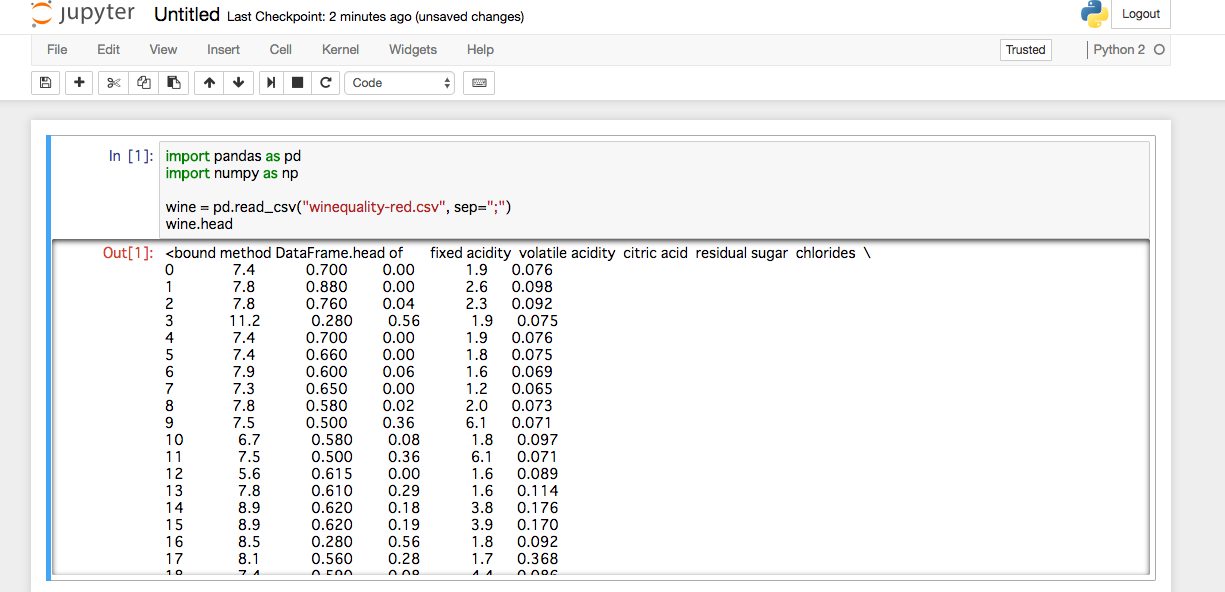 jupyter Untitled Last Checkpoint: 2 minutes ago (unsaved changes) Logout
File Edit View Insert Cell Kernel Widgets Help Trusted Python 2
Code
In [1]: import pandas as pd
import numpy as np
wine = pd.read_csv("winequality-red.csv", sep=";")
wine.head
Out[1]: <bound method DataFrame.head of fixed acidity volatile acidity citric acid residual sugar chlorides \
0 7.4 0.700 0.00 1.9 0.076
1 7.8 0.880 0.00 2.6 0.098
2 7.8 0.760 0.04 2.3 0.092
3 11.2 0.280 0.56 1.9 0.075
4 7.4 0.700 0.00 1.9 0.076
5 7.4 0.660 0.00 1.8 0.075
6 7.9 0.600 0.06 1.6 0.069
7 7.3 0.650 0.00 1.2 0.065
8 7.8 0.580 0.02 2.0 0.073
9 7.5 0.500 0.36 6.1 0.071
10 6.7 0.580 0.08 1.8 0.097
11 7.5 0.500 0.36 6.1 0.071
12 5.6 0.615 0.00 1.6 0.089
13 7.8 0.610 0.29 1.6 0.114
14 8.9 0.620 0.18 3.8 0.176
15 8.9 0.620 0.19 3.9 0.170
16 8.5 0.280 0.56 1.8 0.092
17 8.1 0.560 0.28 1.7 0.368